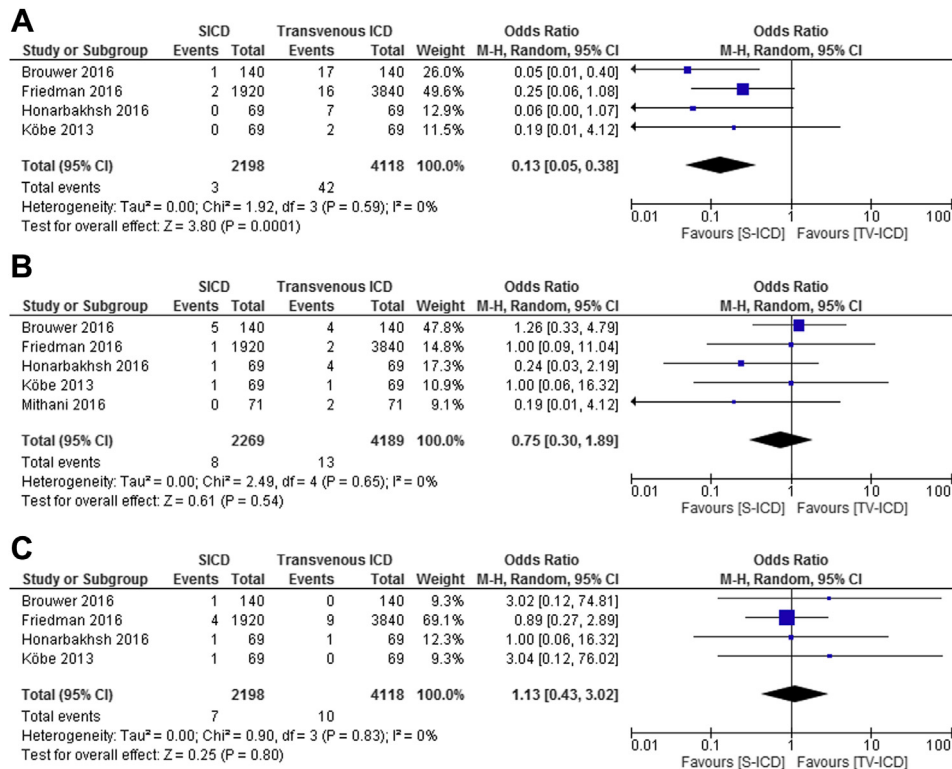 A
SICD Transvenous ICD Odds Ratio Odds Ratio
Study or Subgroup Events Total Events Total Weight M-H, Random, 95% CI M-H, Random, 95% CI
Brouwer 2016 1 140 17 140 26.0% 0.05 [0.01, 0.40]
Friedman 2016 2 1920 16 3840 49.6% 0.25 [0.06, 1.08]
Honarbakhsh 2016 0 69 7 69 12.9% 0.06 [0.00, 1.07]
Köbe 2013 0 69 2 69 11.5% 0.19 [0.01, 4.12]
Total (95% CI) 2198 4118 100.0% 0.13 [0.05, 0.38]
Total events 3 42
Heterogeneity: Tau² = 0.00; Chi² = 1.92, df = 3 (P = 0.59); I² = 0%
Test for overall effect: Z = 3.80 (P = 0.0001)
0.01 0.1 1 10 100
Favours [S-ICD] Favours [TV-ICD]
B
SICD Transvenous ICD Odds Ratio Odds Ratio
Study or Subgroup Events Total Events Total Weight M-H, Random, 95% CI M-H, Random, 95% CI
Brouwer 2016 5 140 4 140 47.8% 1.26 [0.33, 4.79]
Friedman 2016 1 1920 2 3840 14.8% 1.00 [0.09, 11.04]
Honarbakhsh 2016 1 69 4 69 17.3% 0.24 [0.03, 2.19]
Köbe 2013 1 69 1 69 10.9% 1.00 [0.06, 16.32]
Mithani 2016 0 71 2 71 9.1% 0.19 [0.01, 4.12]
Total (95% CI) 2269 4189 100.0% 0.75 [0.30, 1.89]
Total events 8 13
Heterogeneity: Tau² = 0.00; Chi² = 2.49, df = 4 (P = 0.65); I² = 0%
Test for overall effect: Z = 0.61 (P = 0.54)
0.01 0.1 1 10 100
Favours [S-ICD] Favours [TV-ICD]
C
SICD Transvenous ICD Odds Ratio Odds Ratio
Study or Subgroup Events Total Events Total Weight M-H, Random, 95% CI M-H, Random, 95% CI
Brouwer 2016 1 140 0 140 9.3% 3.02 [0.12, 74.81]
Friedman 2016 4 1920 9 3840 69.1% 0.89 [0.27, 2.89]
Honarbakhsh 2016 1 69 1 69 12.3% 1.00 [0.06, 16.32]
Köbe 2013 1 69 0 69 9.3% 3.04 [0.12, 76.02]
Total (95% CI) 2198 4118 100.0% 1.13 [0.43, 3.02]
Total events 7 10
Heterogeneity: Tau² = 0.00; Chi² = 0.90, df = 3 (P = 0.83); I² = 0%
Test for overall effect: Z = 0.25 (P = 0.80)
0.01 0.1 1 10 100
Favours [S-ICD] Favours [TV-ICD]